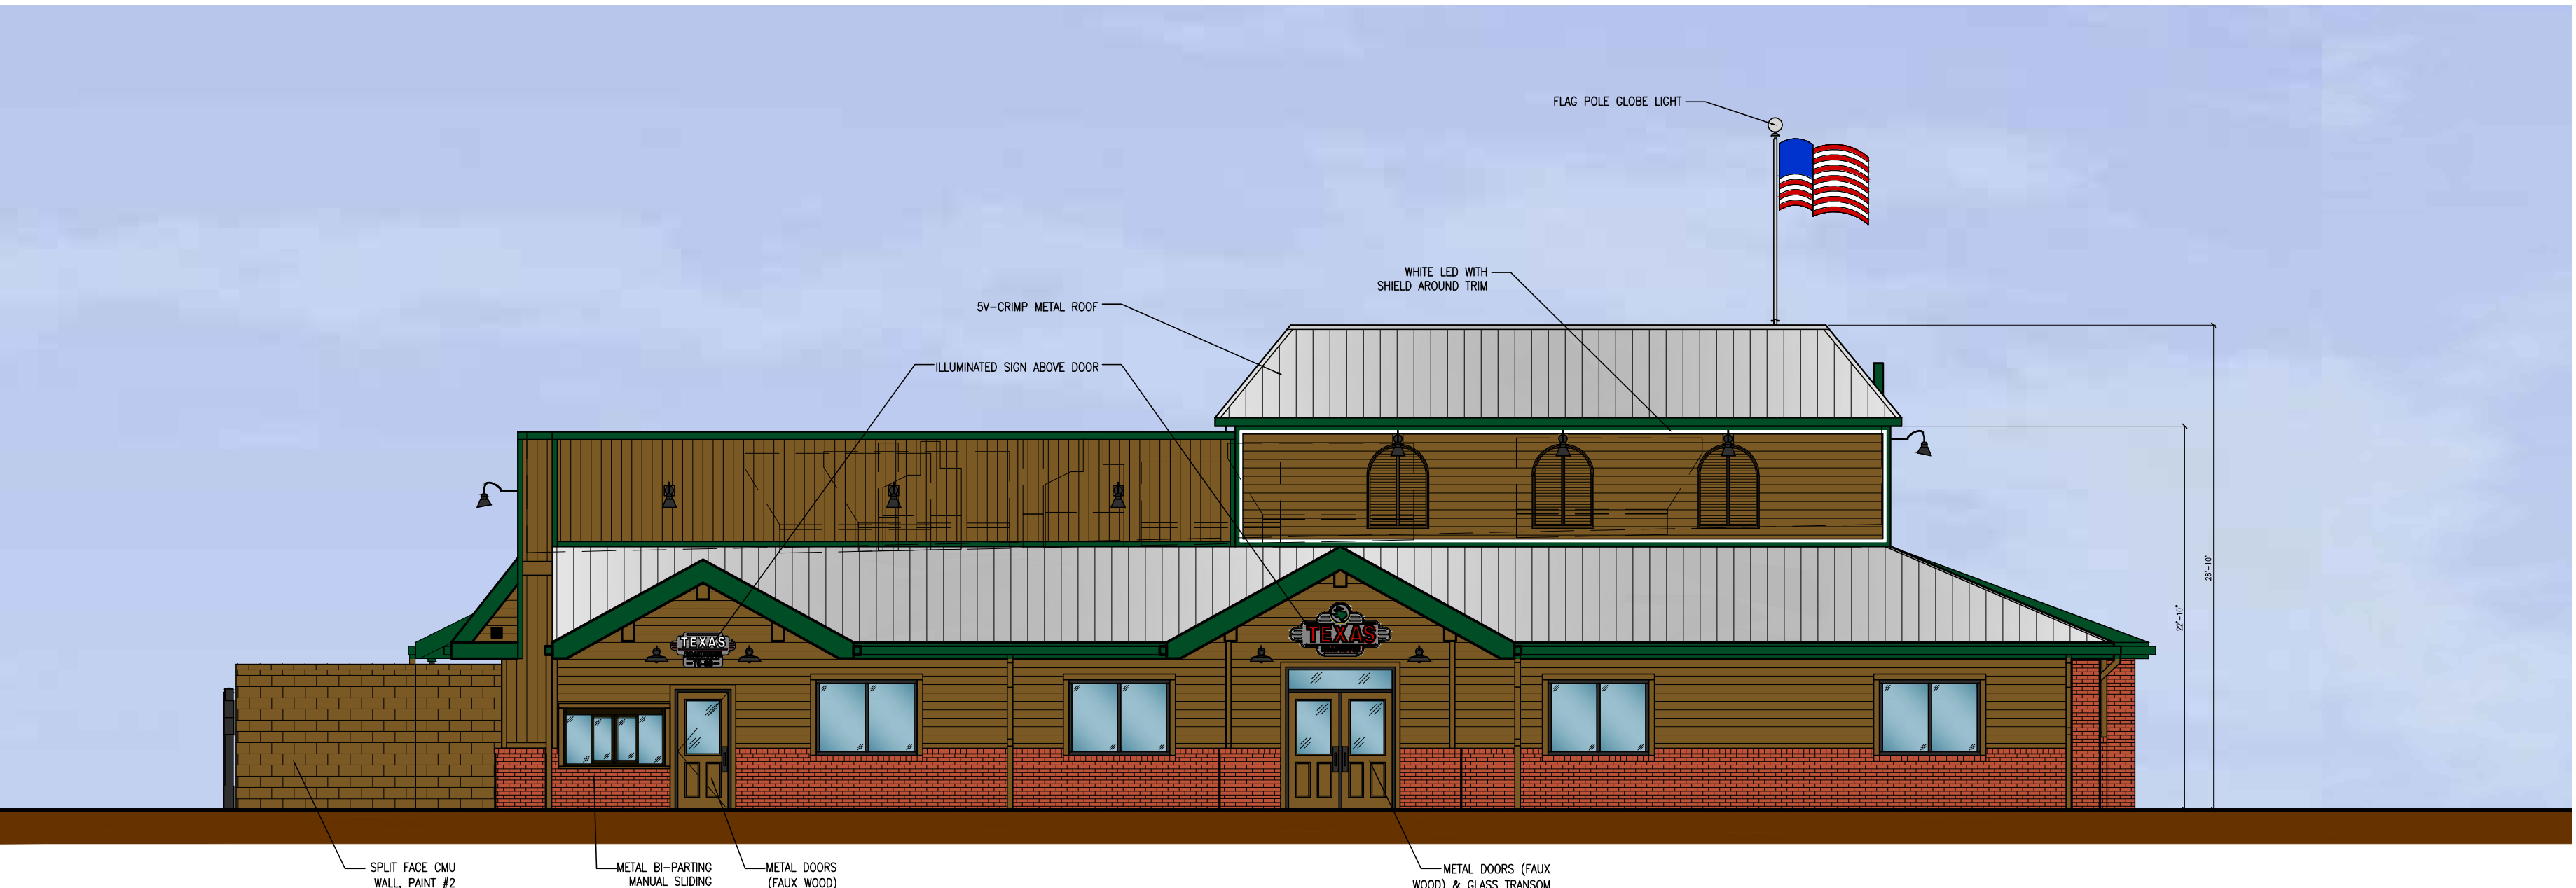 FLAG POLE GLOBE LIGHT
WHITE LED WITH
SHIELD AROUND TRIM
5V-CRIMP METAL ROOF
ILLUMINATED SIGN ABOVE DOOR
28'-10"
22'-10"
TEXAS
TEXAS
SPLIT FACE CMU
WALL, PAINT #2
METAL BI-PARTING
MANUAL SLIDING
METAL DOORS
(FAUX WOOD)
METAL DOORS (FAUX
WOOD) & GLASS TRANSOM